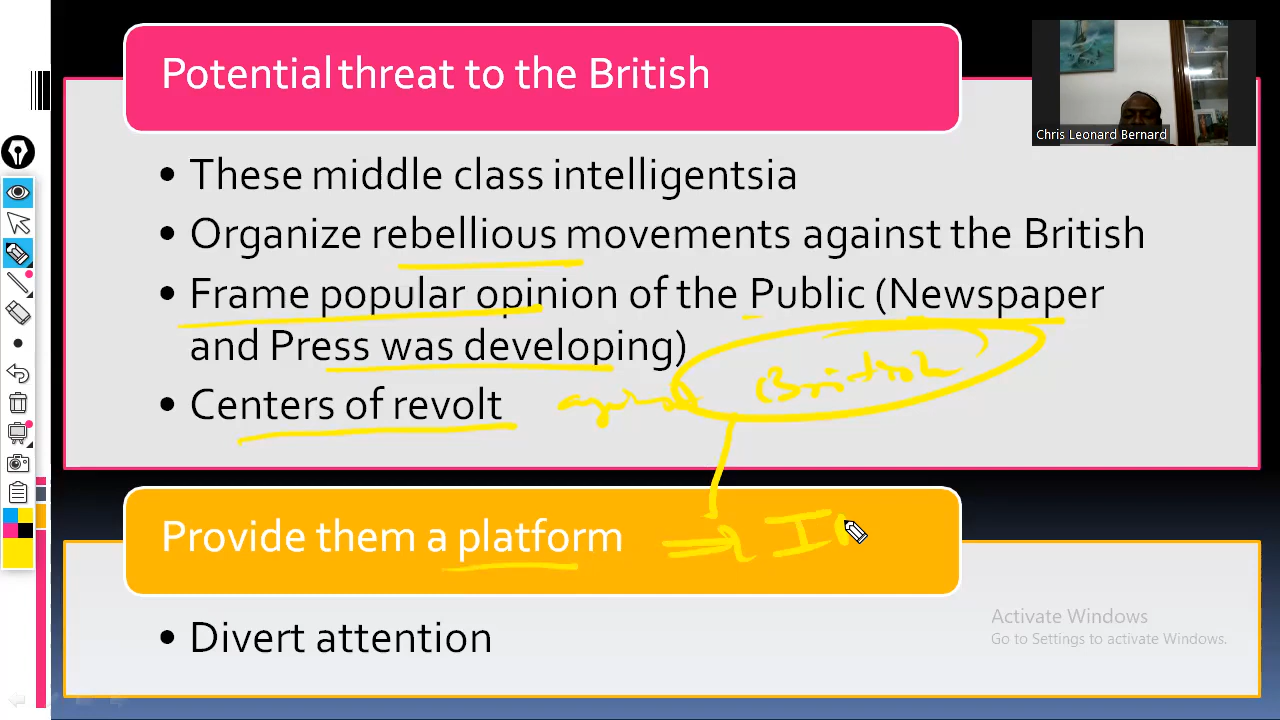 Potential threat to the British
Chris Leonard Bernard
• These middle class intelligentsia
• Organize rebellious movements against the British
• Frame popular opinion of the Public (Newspaper
and Press was developing)
British
• Centers of revolt
Provide them a platform
• Divert attention
Activate Windows
Go to Settings to activate Windows.